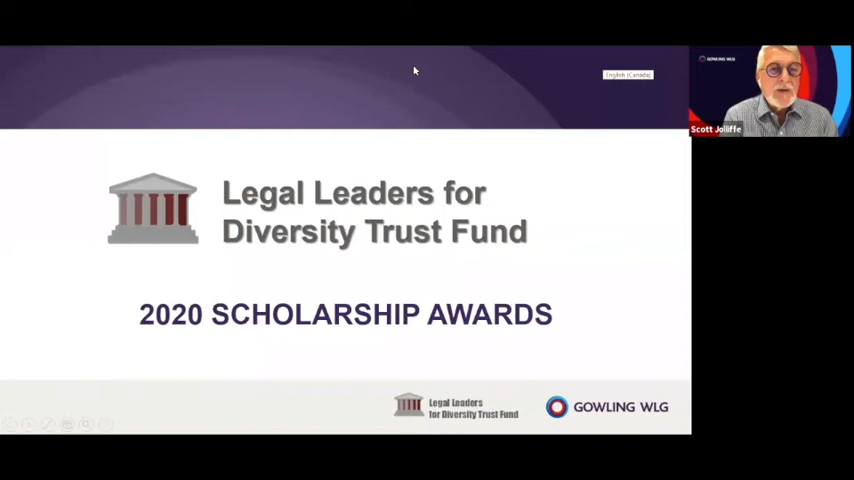 English (Canada)
GOWLING WLG
Scott Jolliffe
Legal Leaders for
Diversity Trust Fund
2020 SCHOLARSHIP AWARDS
Legal Leaders
for Diversity Trust Fund
GOWLING WLG